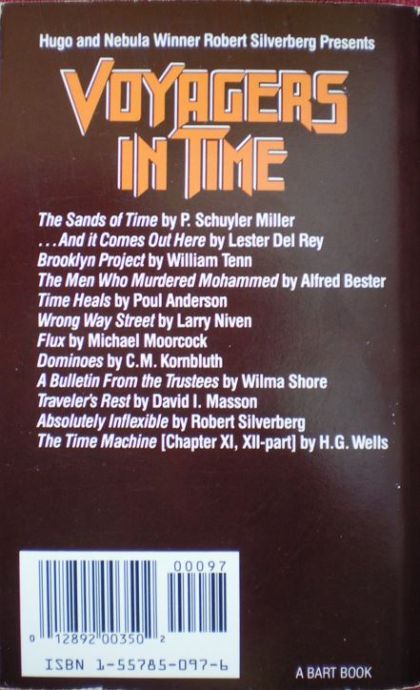 Hugo and Nebula Winner Robert Silverberg Presents
VOYAGERS
IN TIME
The Sands of Time by P. Schuyler Miller
...And it Comes Out Here by Lester Del Rey
Brooklyn Project by William Tenn
The Men Who Murdered Mohammed by Alfred Bester
Time Heals by Poul Anderson
Wrong Way Street by Larry Niven
Flux by Michael Moorcock
Dominoes by C.M. Kornbluth
A Bulletin From the Trustees by Wilma Shore
Traveler's Rest by David I. Masson
Absolutely Inflexible by Robert Silverberg
The Time Machine [Chapter XI, XII-part] by H.G. Wells
00097
0 12892 00350 2
ISBN 1-55785-097-6
A BART BOOK